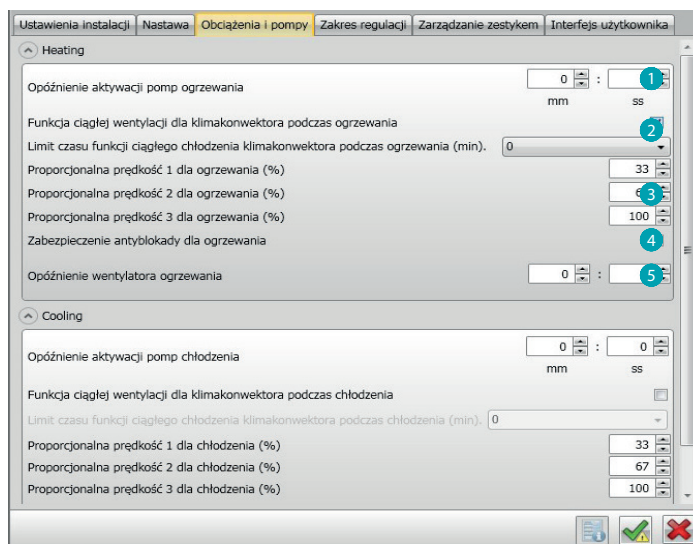 Ustawienia instalacji Nastawa Obciążenia i pompy Zakres regulacji Zarządzanie zestykem Interfejs użytkownika
Heating
Opóźnienie aktywacji pomp ogrzewania 0 : 1
mm ss
Funkcja ciągłej wentylacji dla klimakonwektora podczas ogrzewania 2
Limit czasu funkcji ciągłego chłodzenia klimakonwektora podczas ogrzewania (min). 0
Proporcjonalna prędkość 1 dla ogrzewania (%) 33
Proporcjonalna prędkość 2 dla ogrzewania (%) 3
Proporcjonalna prędkość 3 dla ogrzewania (%) 100
Zabezpieczenie antyblokady dla ogrzewania 4
Opóźnienie wentylatora ogrzewania 0 : 5
Cooling
Opóźnienie aktywacji pomp chłodzenia 0 : 0
mm ss
Funkcja ciągłej wentylacji dla klimakonwektora podczas chłodzenia
Limit czasu funkcji ciągłego chłodzenia klimakonwektora podczas chłodzenia (min). 0
Proporcjonalna prędkość 1 dla chłodzenia (%) 33
Proporcjonalna prędkość 2 dla chłodzenia (%) 67
Proporcjonalna prędkość 3 dla chłodzenia (%) 100